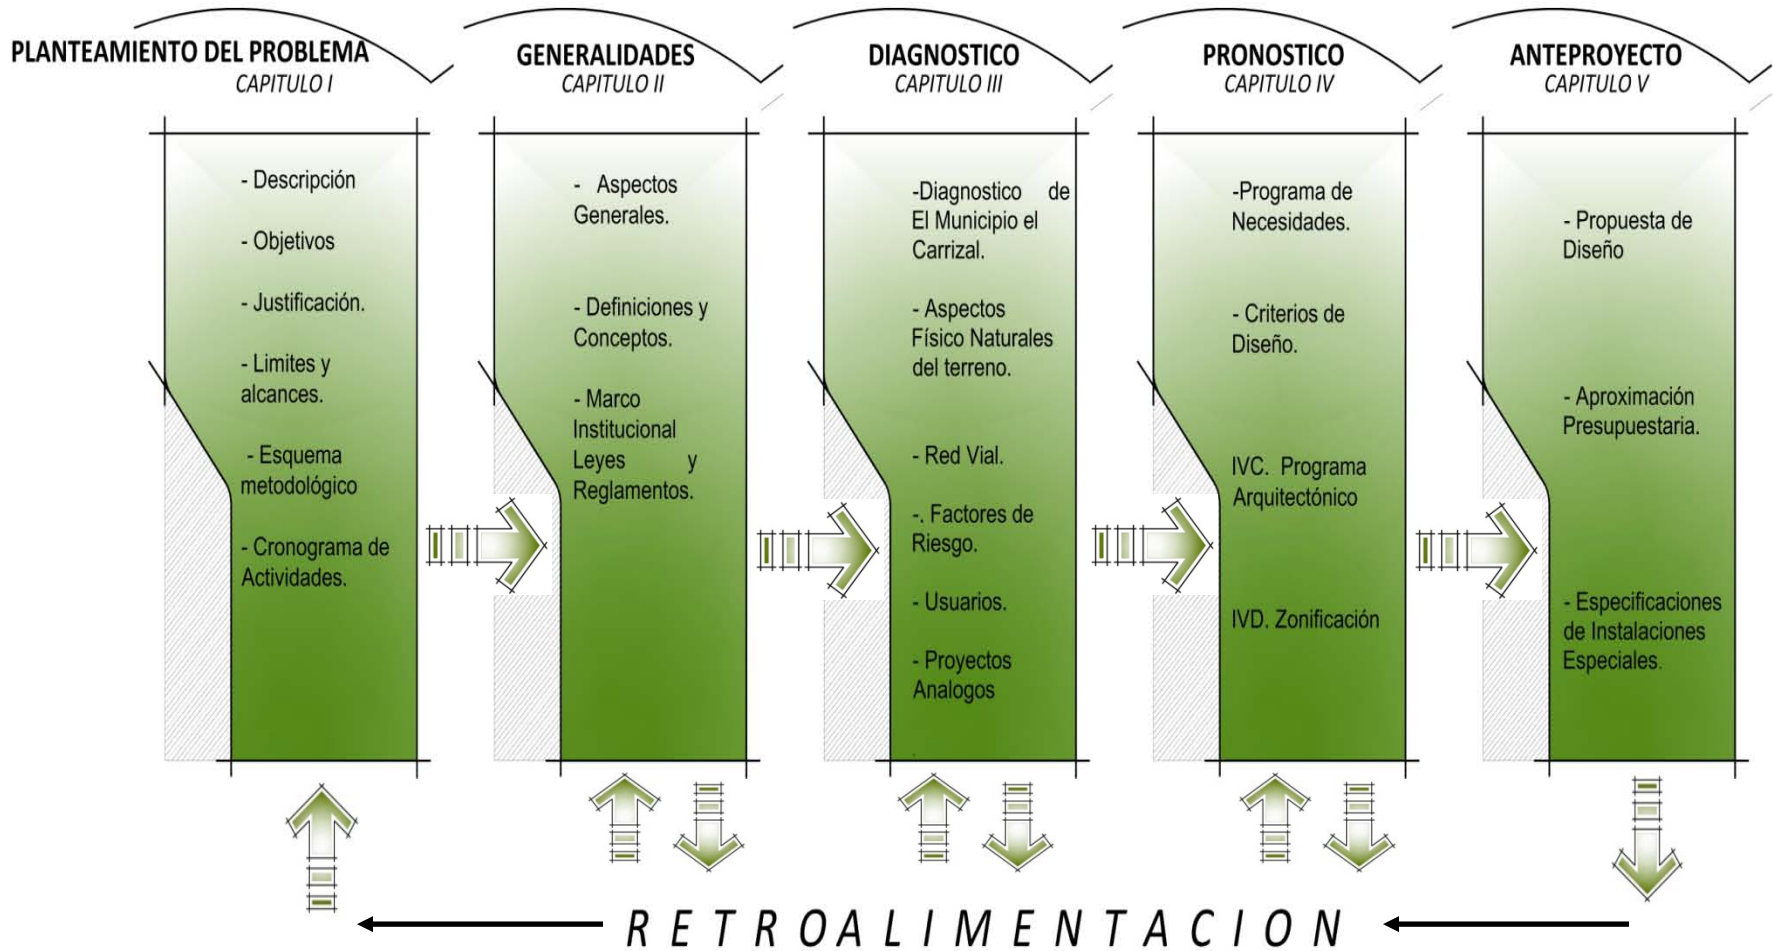 PLANTEAMIENTO DEL PROBLEMA
CAPITULO I
- Descripción
- Objetivos
- Justificación.
- Limites y
alcances.
- Esquema
metodológico
- Cronograma de
Actividades.
GENERALIDADES
CAPITULO II
- Aspectos
Generales.
- Definiciones y
Conceptos.
- Marco
Institucional
Leyes y
Reglamentos.
DIAGNOSTICO
CAPITULO III
-Diagnostico de
El Municipio el
Carrizal.
- Aspectos
Físico Naturales
del terreno.
- Red Vial.
-. Factores de
Riesgo.
- Usuarios.
- Proyectos
Analogos
PRONOSTICO
CAPITULO IV
-Programa de
Necesidades.
- Criterios de
Diseño.
IVC. Programa
Arquitectónico
IVD. Zonificación
ANTEPROYECTO
CAPITULO V
- Propuesta de
Diseño
- Aproximación
Presupuestaria.
- Especificaciones
de Instalaciones
Especiales.
RETROALIMENTACION